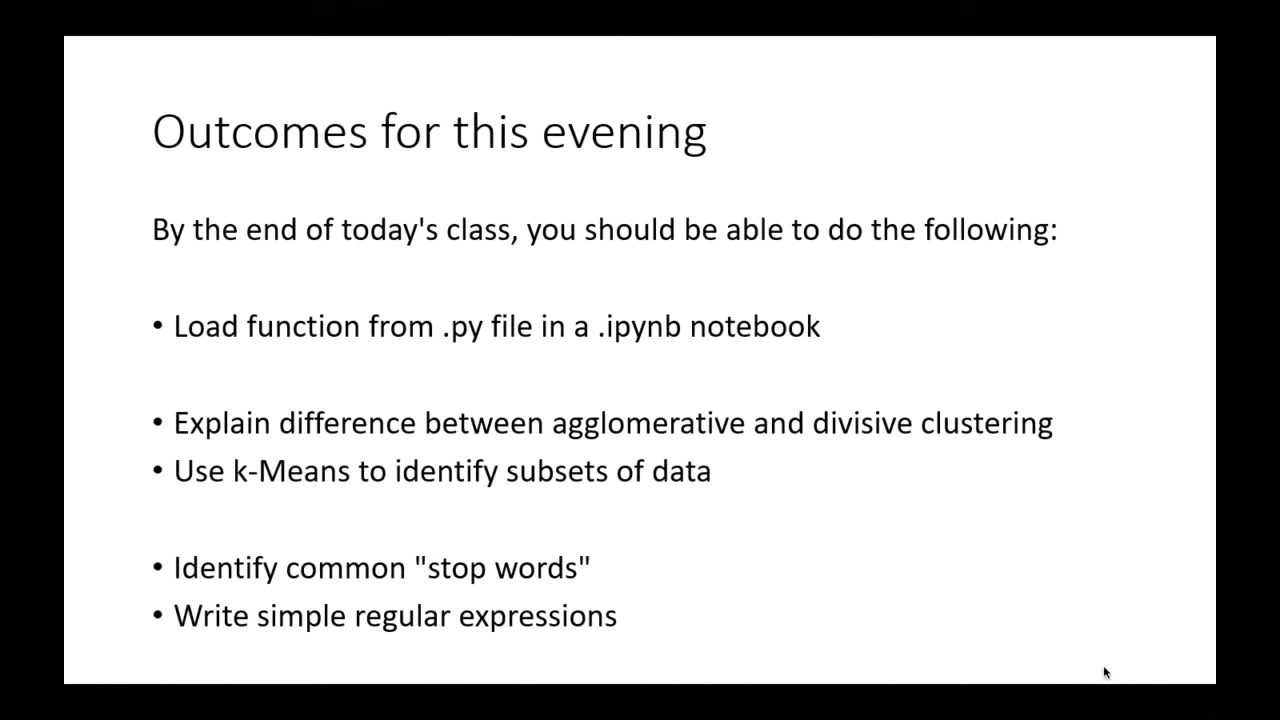 Outcomes for this evening
By the end of today's class, you should be able to do the following:
• Load function from .py file in a .ipynb notebook
• Explain difference between agglomerative and divisive clustering
• Use k-Means to identify subsets of data
• Identify common "stop words"
• Write simple regular expressions